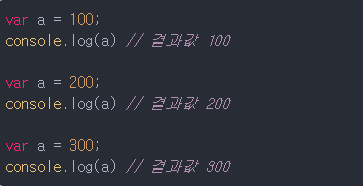 var a = 100;
console.log(a) // 결과값 100
var a = 200;
console.log(a) // 결과값 200
var a = 300;
console.log(a) // 결과값 300